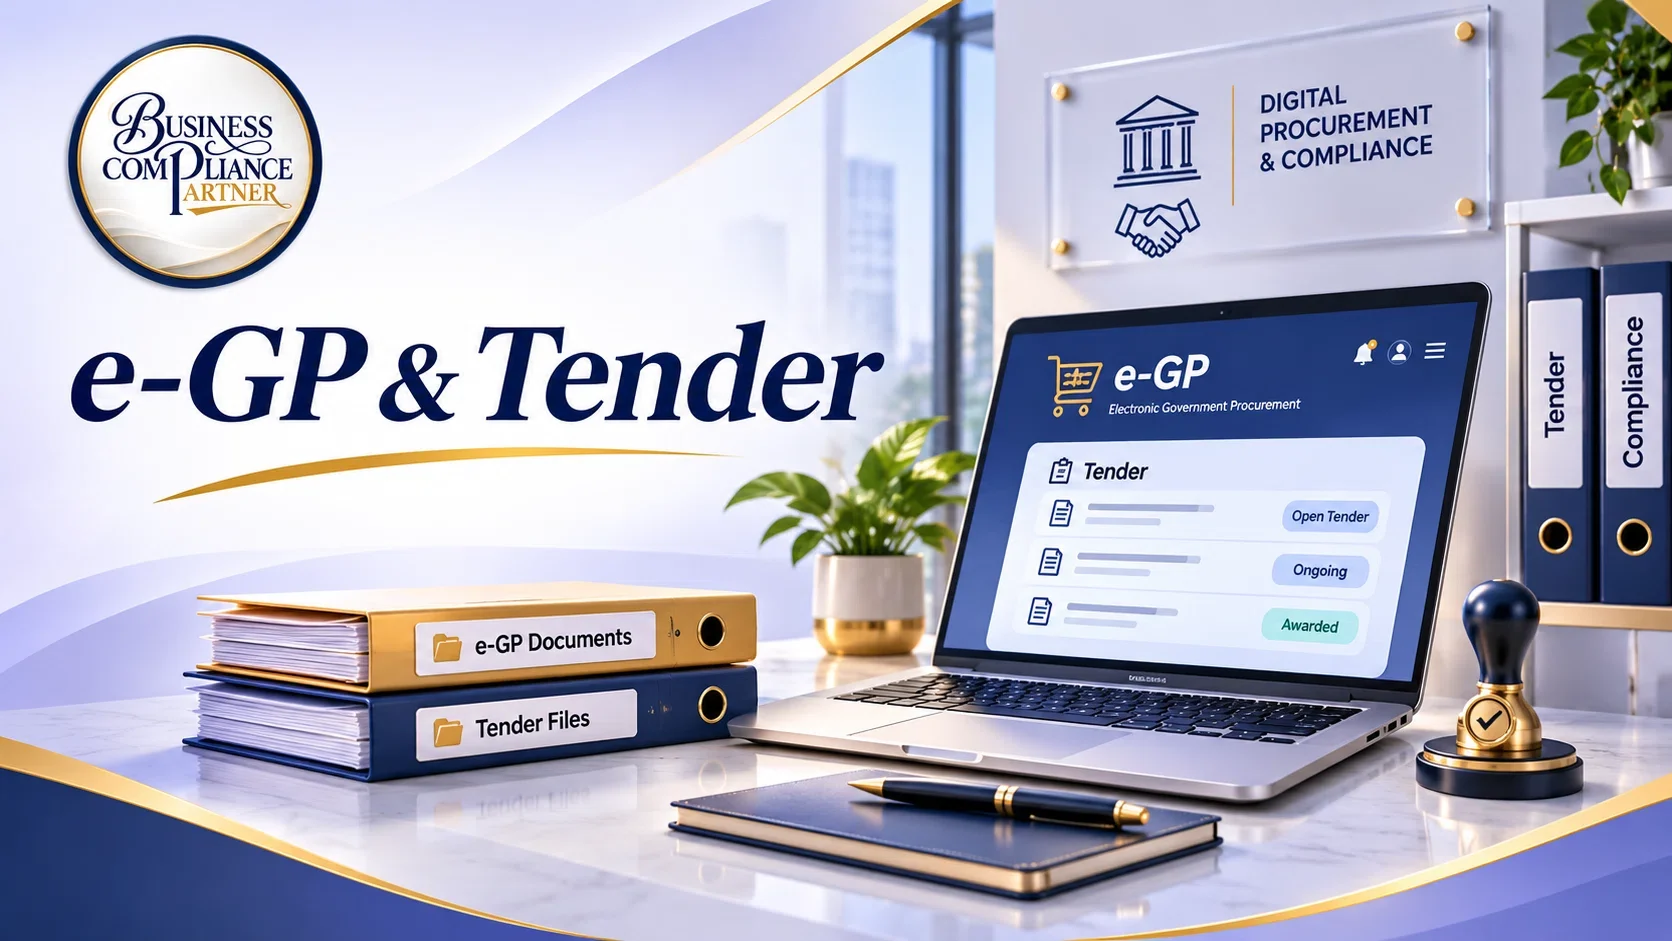 BUSINESS
COMPLIANCE
PARTNER
e-GP & Tender
DIGITAL
PROCUREMENT
& COMPLIANCE
e-GP
Electronic Government Procurement
Tender
Open Tender
Ongoing
Awarded
Tender
Compliance
e-GP Documents
Tender Files